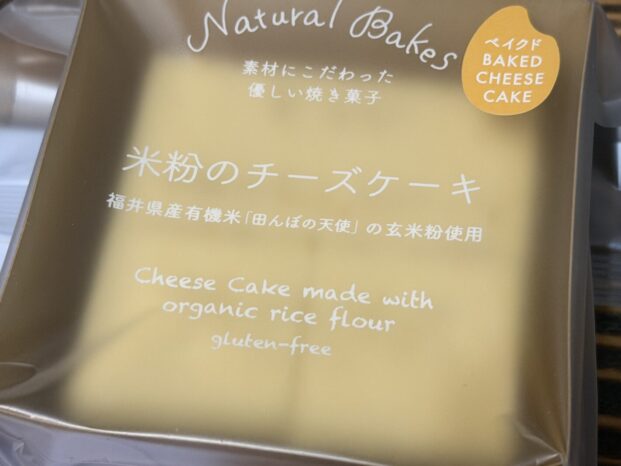 Natural Bakes
素材にこだわった
優しい焼き菓子
ベイクド
BAKED
CHEESE
CAKE
米粉のチーズケーキ
福井県産有機米「田んぼの天使」の玄米粉使用
Cheese Cake made with
organic rice flour
gluten-free